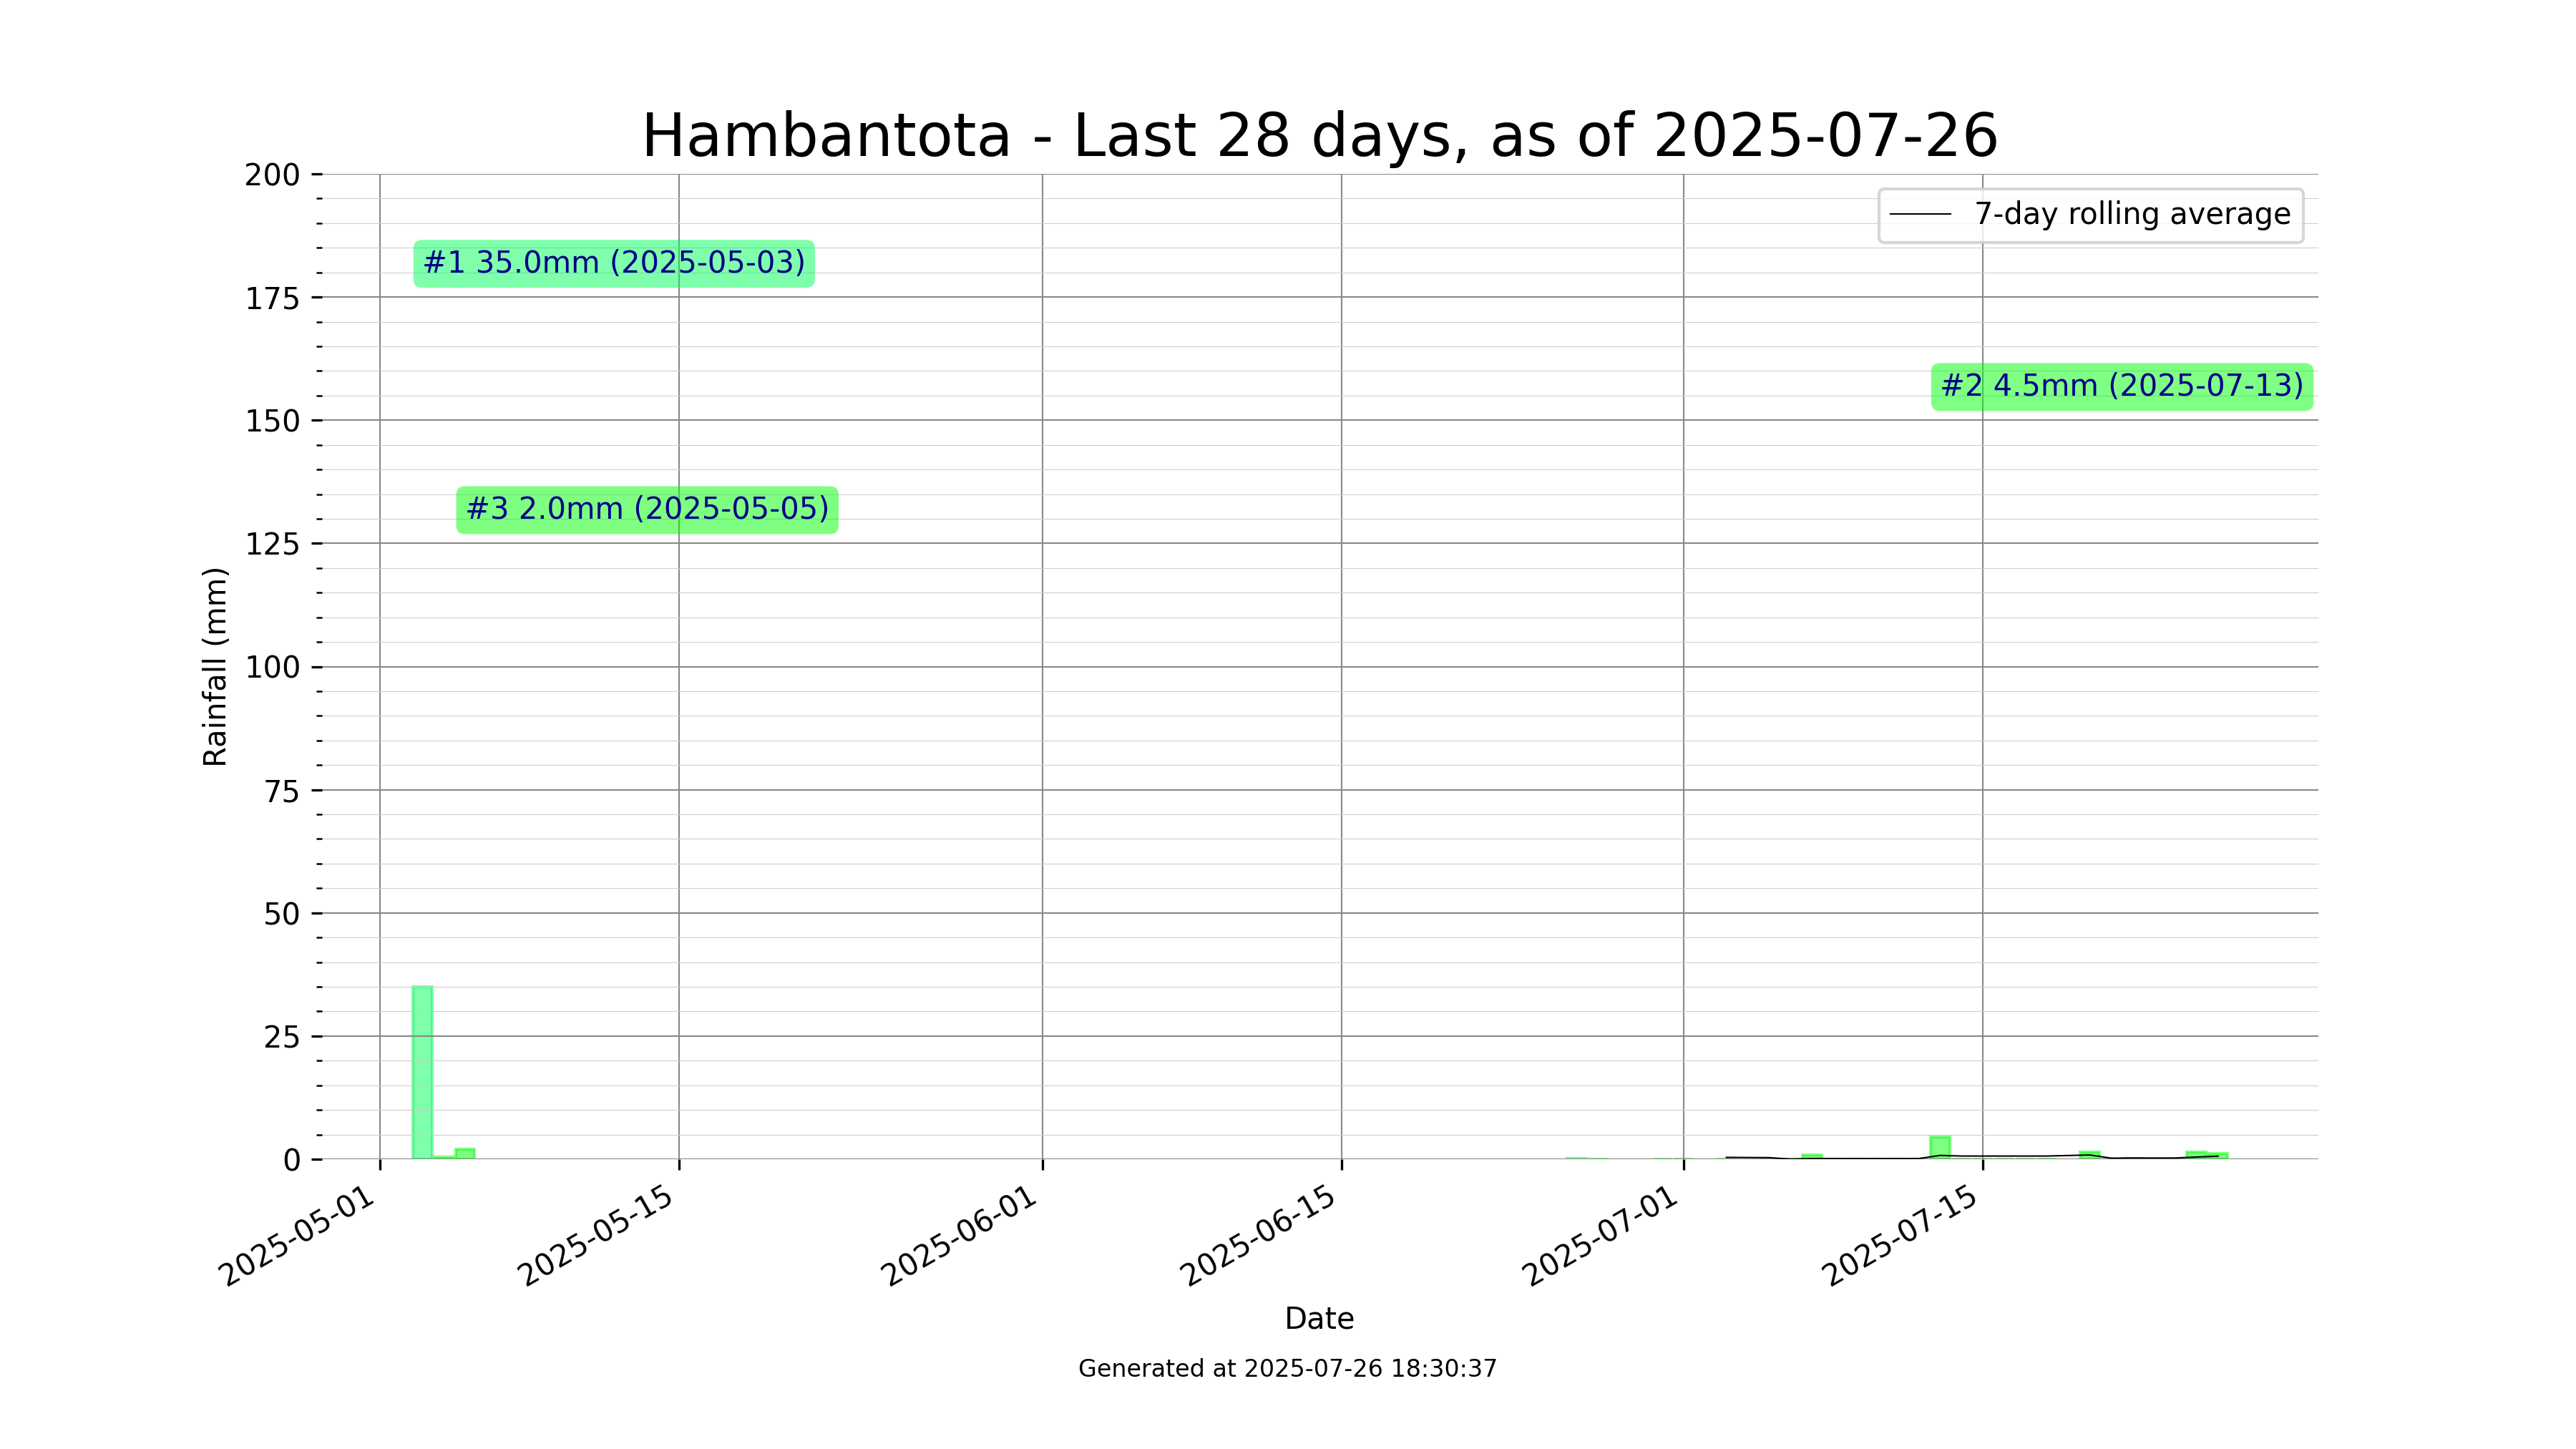 Hambantota - Last 28 days, as of 2025-07-26
200
175
150
125
100
75
50
25
0
Rainfall (mm)
7-day rolling average
#1 35.0mm (2025-05-03)
#2 4.5mm (2025-07-13)
#3 2.0mm (2025-05-05)
2025-05-01
2025-05-15
2025-06-01
2025-06-15
2025-07-01
2025-07-15
Date
Generated at 2025-07-26 18:30:37